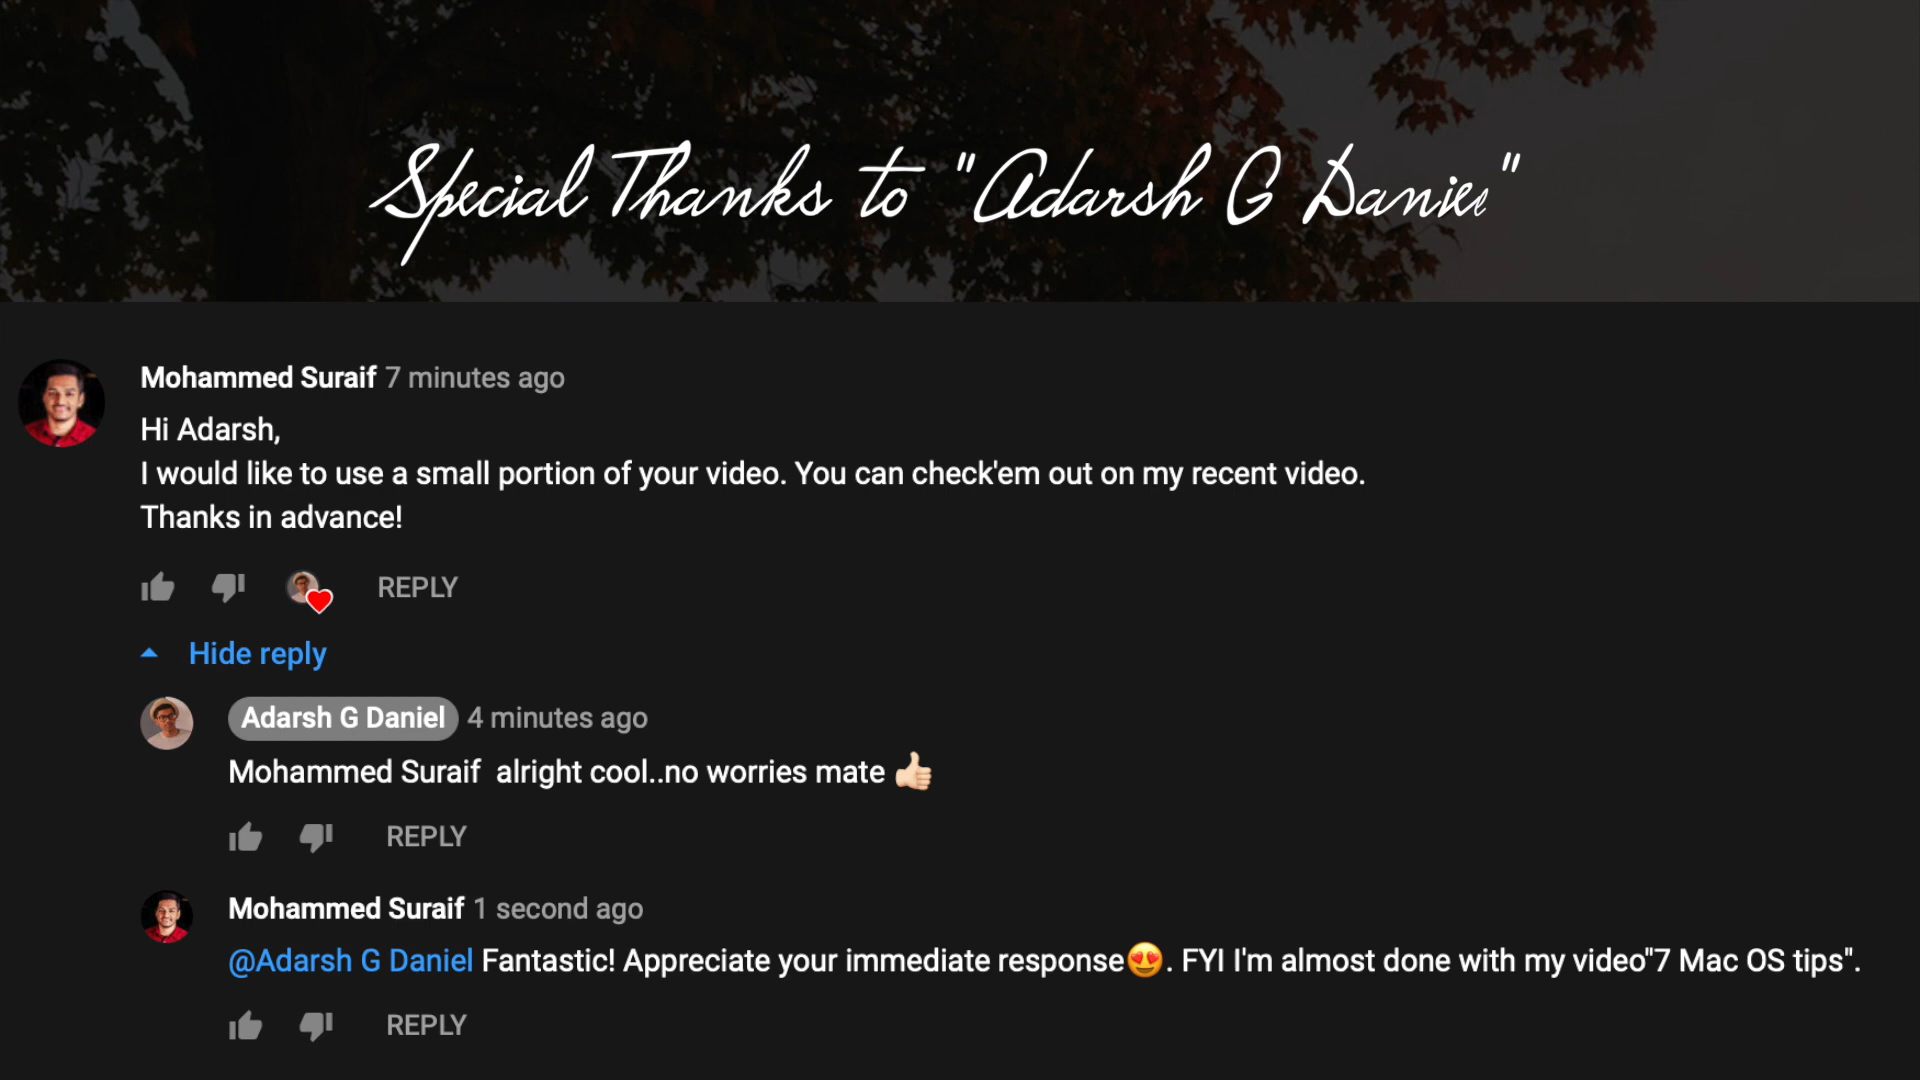 Special Thanks to "Adarsh G Daniel"
Mohammed Suraif 7 minutes ago
Hi Adarsh,
I would like to use a small portion of your video. You can check'em out on my recent video.
Thanks in advance!
REPLY
Hide reply
Adarsh G Daniel 4 minutes ago
Mohammed Suraif alright cool..no worries mate 👍🏻
REPLY
Mohammed Suraif 1 second ago
@Adarsh G Daniel Fantastic! Appreciate your immediate response😍. FYI I'm almost done with my video"7 Mac OS tips".
REPLY